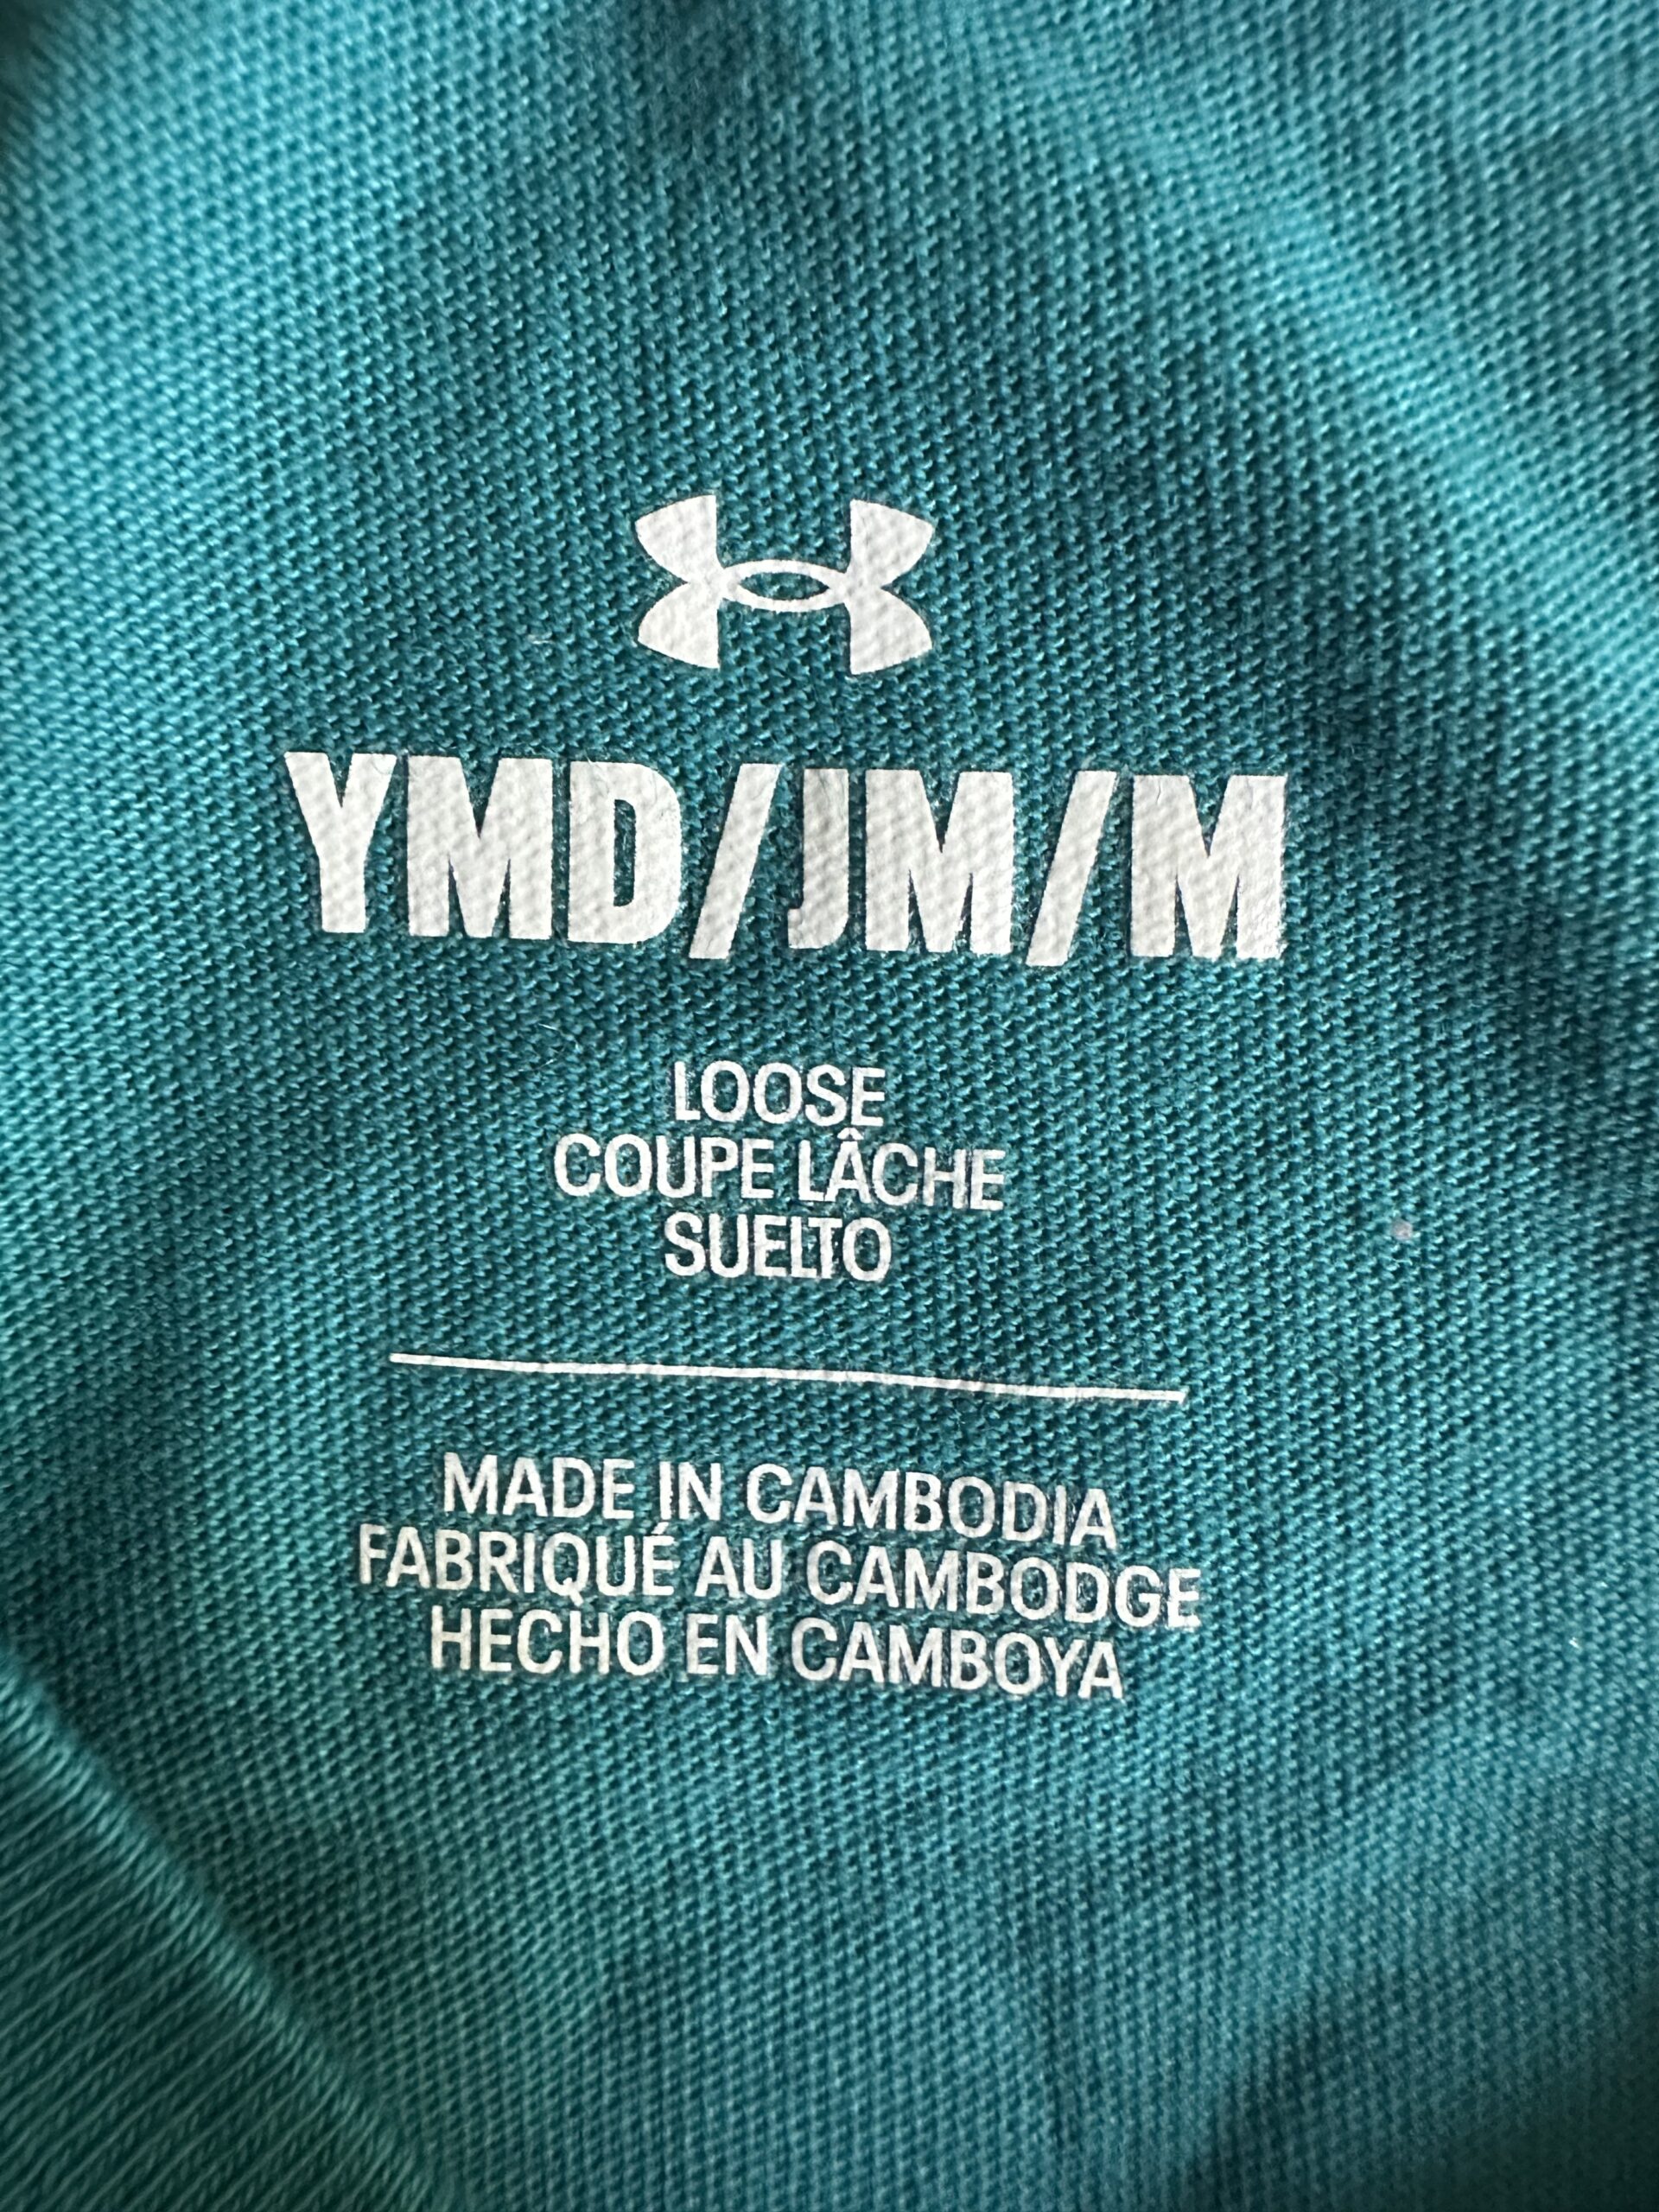 YMD/JM/M
LOOSE
COUPE LÂCHE
SUELTO
MADE IN CAMBODIA
FABRIQUÉ AU CAMBODGE
HECHO EN CAMBOYA